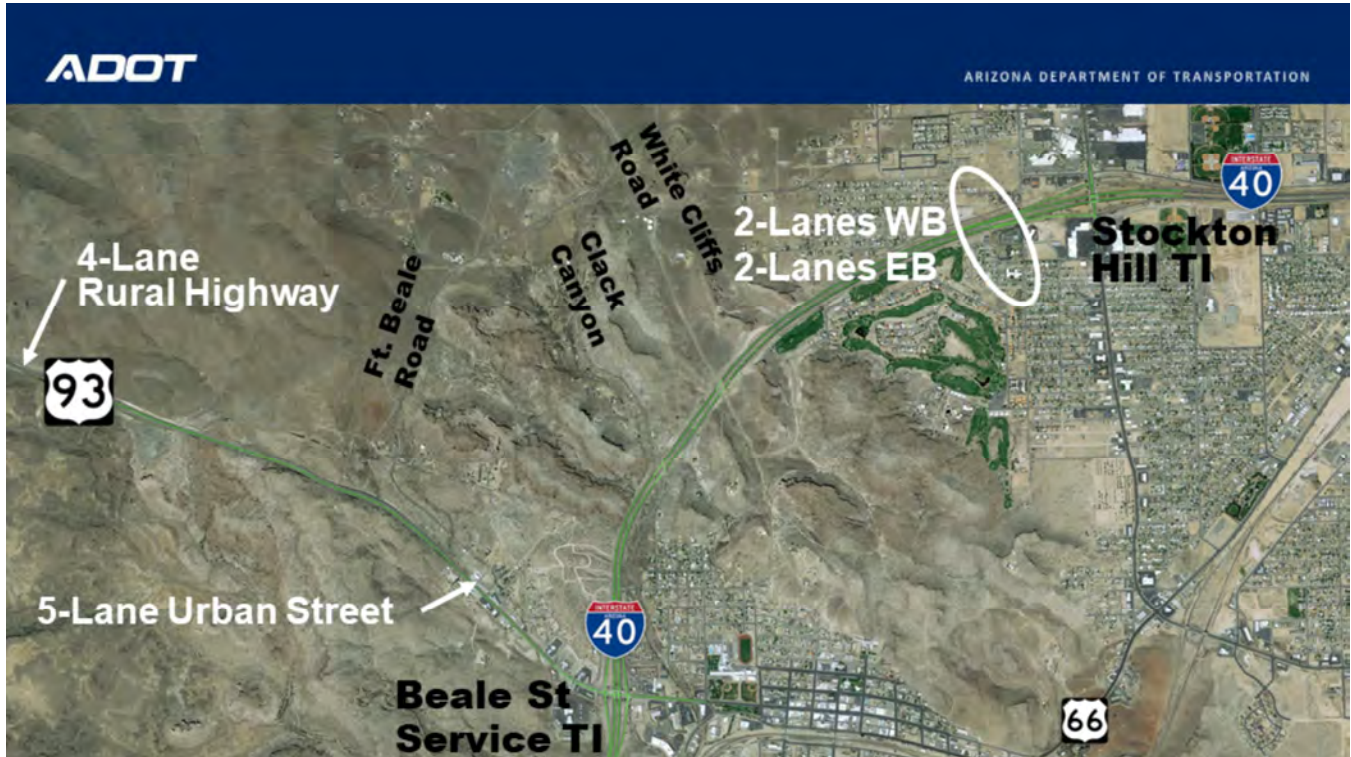 ADOT
ARIZONA DEPARTMENT OF TRANSPORTATION
White Cliffs
Road
INTERSTATE
ARIZONA
40
2-Lanes WB
2-Lanes EB
Stockton
Hill TI
Clack
Canyon
4-Lane
Rural Highway
Ft. Beale
Road
93
5-Lane Urban Street
INTERSTATE
ARIZONA
40
Beale St
Service TI
66